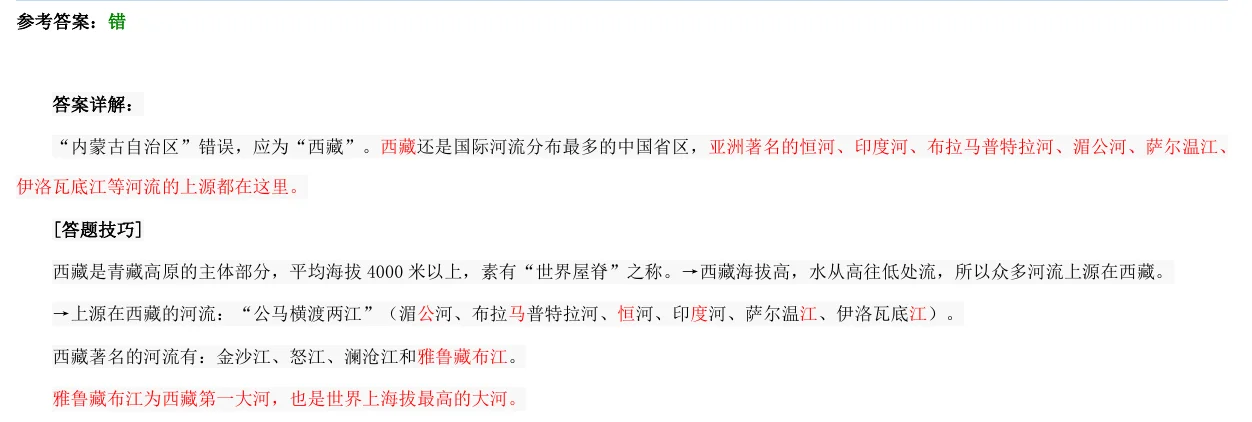 参考答案：错
答案详解：
“内蒙古自治区”错误，应为“西藏”。西藏还是国际河流分布最多的中国省区，亚洲著名的恒河、印度河、布拉马普特拉河、湄公河、萨尔温江、
伊洛瓦底江等河流的上源都在这里。
[答题技巧]
西藏是青藏高原的主体部分，平均海拔 4000 米以上，素有“世界屋脊”之称。→西藏海拔高，水从高往低处流，所以众多河流上源在西藏。
→上源在西藏的河流：“公马横渡两江”（湄公河、布拉马普特拉河、恒河、印度河、萨尔温江、伊洛瓦底江）。
西藏著名的河流有：金沙江、怒江、澜沧江和雅鲁藏布江。
雅鲁藏布江为西藏第一大河，也是世界上海拔最高的大河。